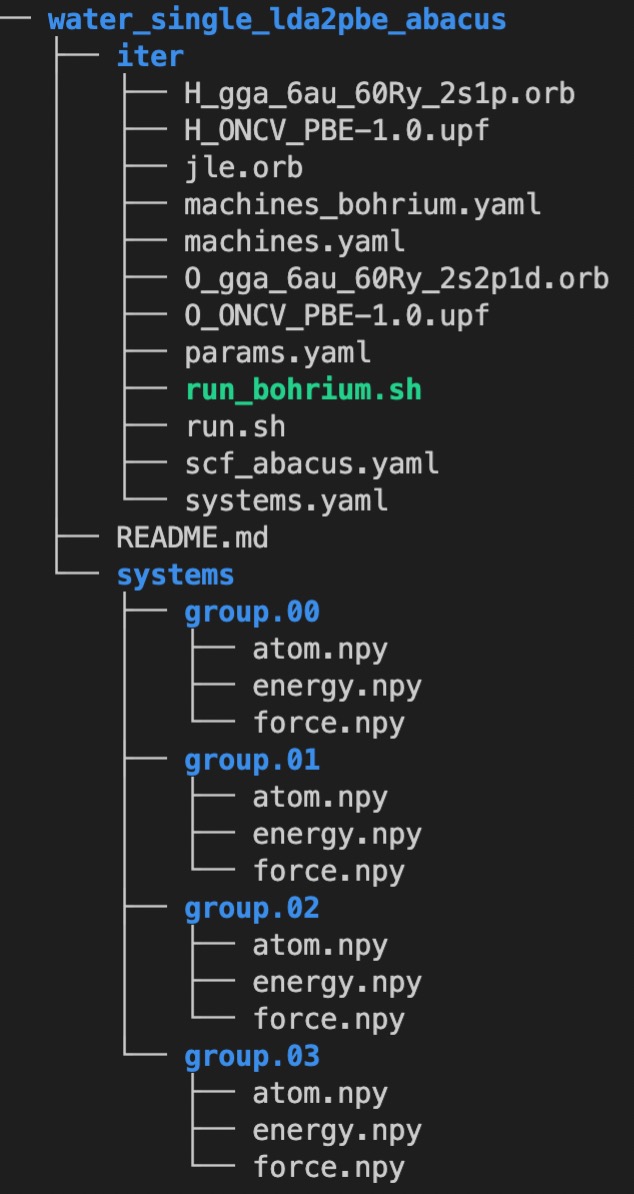 water_single_lda2pbe_abacus
iter
H_gga_6au_60Ry_2s1p.orb
H_ONCV_PBE-1.0.upf
jle.orb
machines_bohrium.yaml
machines.yaml
O_gga_6au_60Ry_2s2p1d.orb
O_ONCV_PBE-1.0.upf
params.yaml
run_bohrium.sh
run.sh
scf_abacus.yaml
systems.yaml
README.md
systems
group.00
atom.npy
energy.npy
force.npy
group.01
atom.npy
energy.npy
force.npy
group.02
atom.npy
energy.npy
force.npy
group.03
atom.npy
energy.npy
force.npy